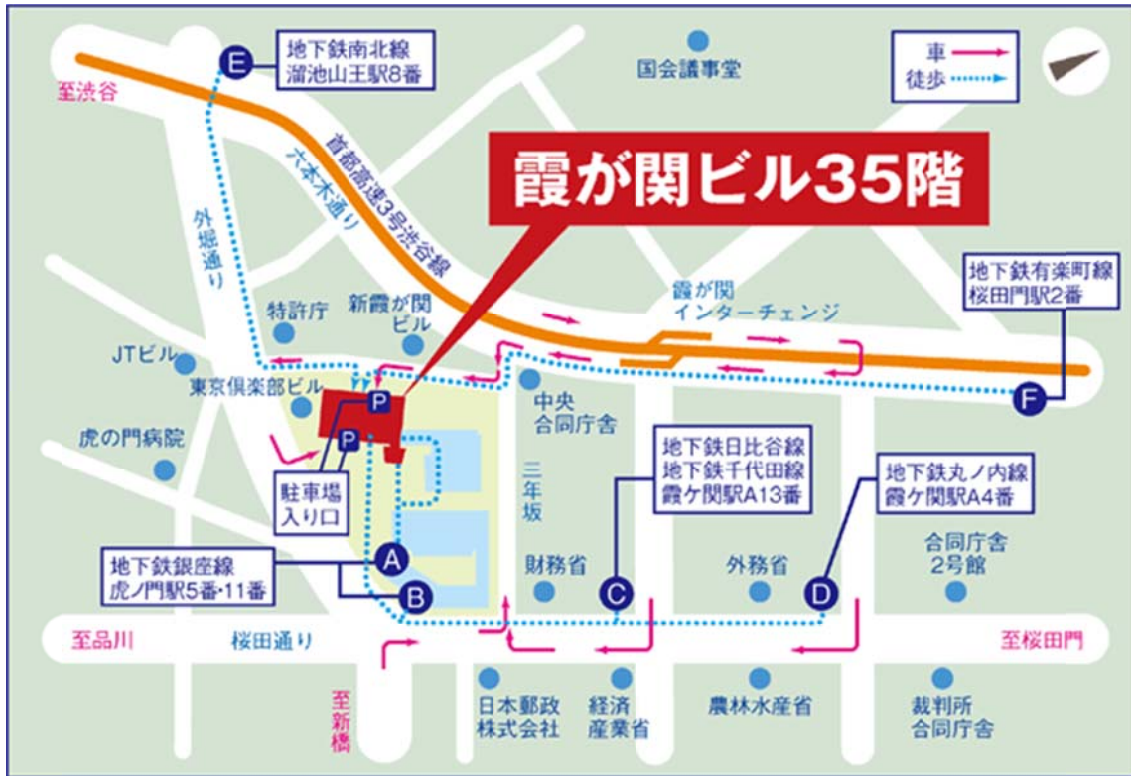 地下鉄南北線
溜池山王駅8番
E
国会議事堂
車
徒歩
至渋谷
首都高速3号渋谷線
六本木通り
外堀通り
霞が関ビル35階
地下鉄有楽町線
桜田門駅2番
霞が関
インターチェンジ
特許庁
新霞が関
ビル
JTビル
東京倶楽部ビル
P
P
中央
合同庁舎
F
虎の門病院
駐車場
入り口
三年坂
地下鉄日比谷線
地下鉄千代田線
霞ケ関駅A13番
地下鉄丸ノ内線
霞ケ関駅A4番
地下鉄銀座線
虎ノ門駅5番・11番
A
B
財務省
C
外務省
D
合同庁舎
2号館
至品川
桜田通り
至桜田門
至新橋
日本郵政
株式会社
経済
産業省
農林水産省
裁判所
合同庁舎